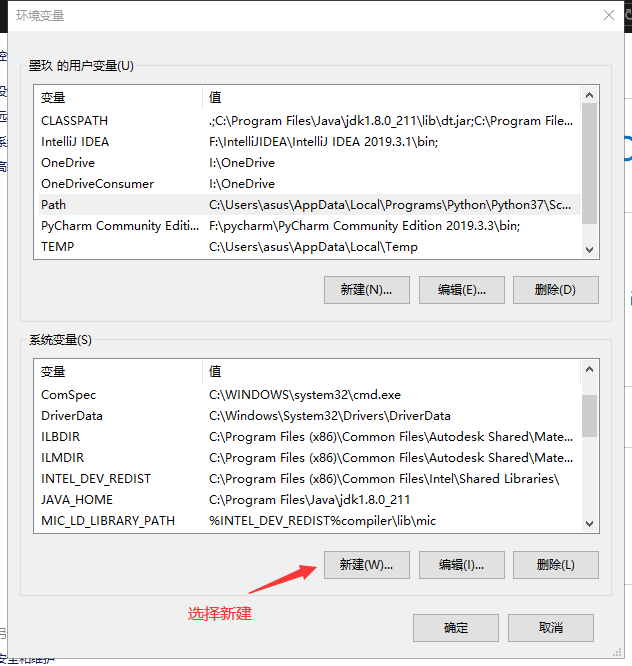 环境变量
墨玖 的用户变量(U)
变量 值
CLASSPATH .;C:\Program Files\Java\jdk1.8.0_211\lib\dt.jar;C:\Program File...
IntelliJ IDEA F:\IntelliJIDEA\IntelliJ IDEA 2019.3.1\bin;
OneDrive I:\OneDrive
OneDriveConsumer I:\OneDrive
Path C:\Users\asus\AppData\Local\Programs\Python\Python37\Sc...
PyCharm Community Editi... F:\pycharm\PyCharm Community Edition 2019.3.3\bin;
TEMP C:\Users\asus\AppData\Local\Temp
新建(N)... 编辑(E)... 删除(D)
系统变量(S)
变量 值
ComSpec C:\WINDOWS\system32\cmd.exe
DriverData C:\Windows\System32\Drivers\DriverData
ILBDIR C:\Program Files (x86)\Common Files\Autodesk Shared\Mate...
ILMDIR C:\Program Files (x86)\Common Files\Autodesk Shared\Mate...
INTEL_DEV_REDIST C:\Program Files (x86)\Common Files\Intel\Shared Libraries\
JAVA_HOME C:\Program Files\Java\jdk1.8.0_211
MIC_LD_LIBRARY_PATH %INTEL_DEV_REDIST%compiler\lib\mic
新建(W)... 编辑(I)... 删除(L)
选择新建
确定 取消